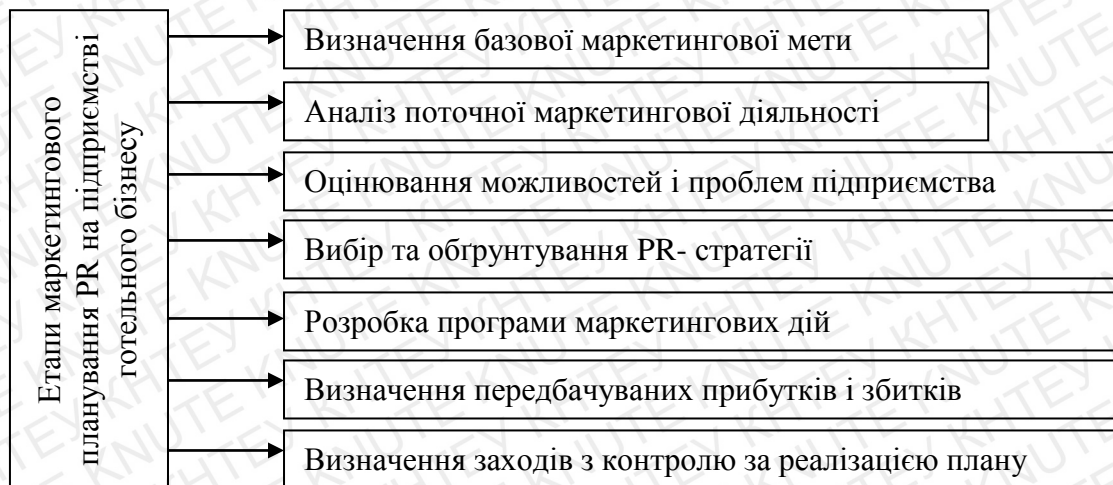 Етапи маркетингового
планування PR на підприємстві
готельного бізнесу
Визначення базової маркетингової мети
Аналіз поточної маркетингової діяльності
Оцінювання можливостей і проблем підприємства
Вибір та обґрунтування PR- стратегії
Розробка програми маркетингових дій
Визначення передбачуваних прибутків і збитків
Визначення заходів з контролю за реалізацією плану